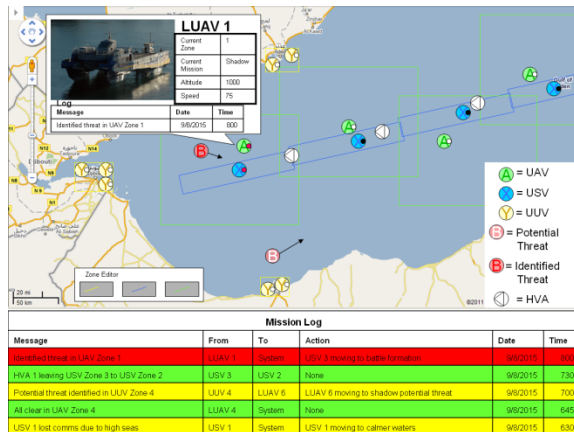 LUAV 1
Current Zone 1
Current Mission Shadow
Altitude 1000
Speed 75
Log
Message Date Time
Identified threat in UAV Zone 1 9/8/2015 800
A = UAV
X = USV
Y = UUV
B = Potential Threat
B = Identified Threat
= HVA
Zone Editor
20 mi
50 km
©2011
Mission Log
Message From To Action Date Time
Identified threat in UAV Zone 1 LUAV 1 System USV 3 moving to battle formation 9/8/2015 800
HVA 1 leaving USV Zone 3 to USV Zone 2 USV 3 USV 2 None 9/8/2015 730
Potential threat identified in UUV Zone 4 UUV 4 LUAV 6 LUAV 6 moving to shadow potential threat 9/8/2015 700
All clear in UAV Zone 4 LUAV 4 System None 9/8/2015 645
USV 1 lost comms due to high seas USV 1 System USV 1 moving to calmer waters 9/8/2015 630